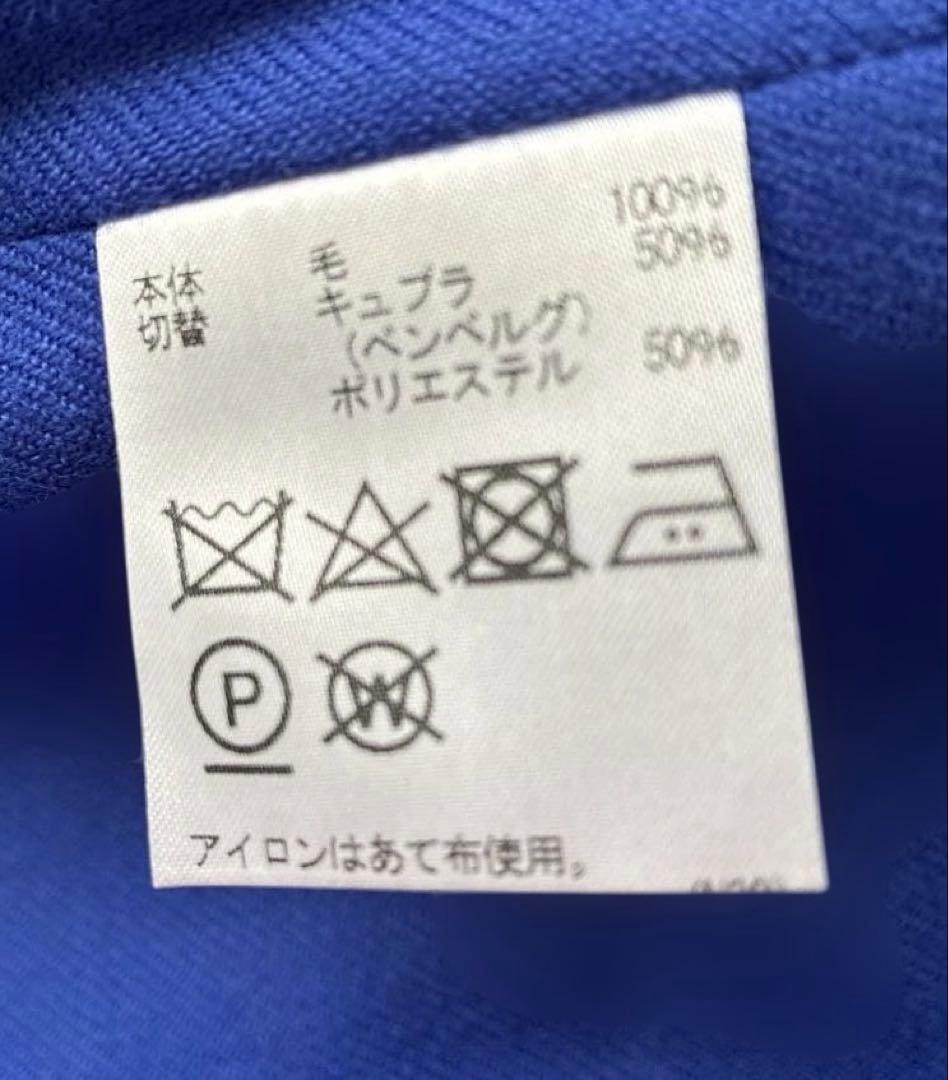 本体 毛 100%
切替 キュプラ 50%
(ベンベルグ)
ポリエステル 50%
P W
アイロンはあて布使用。